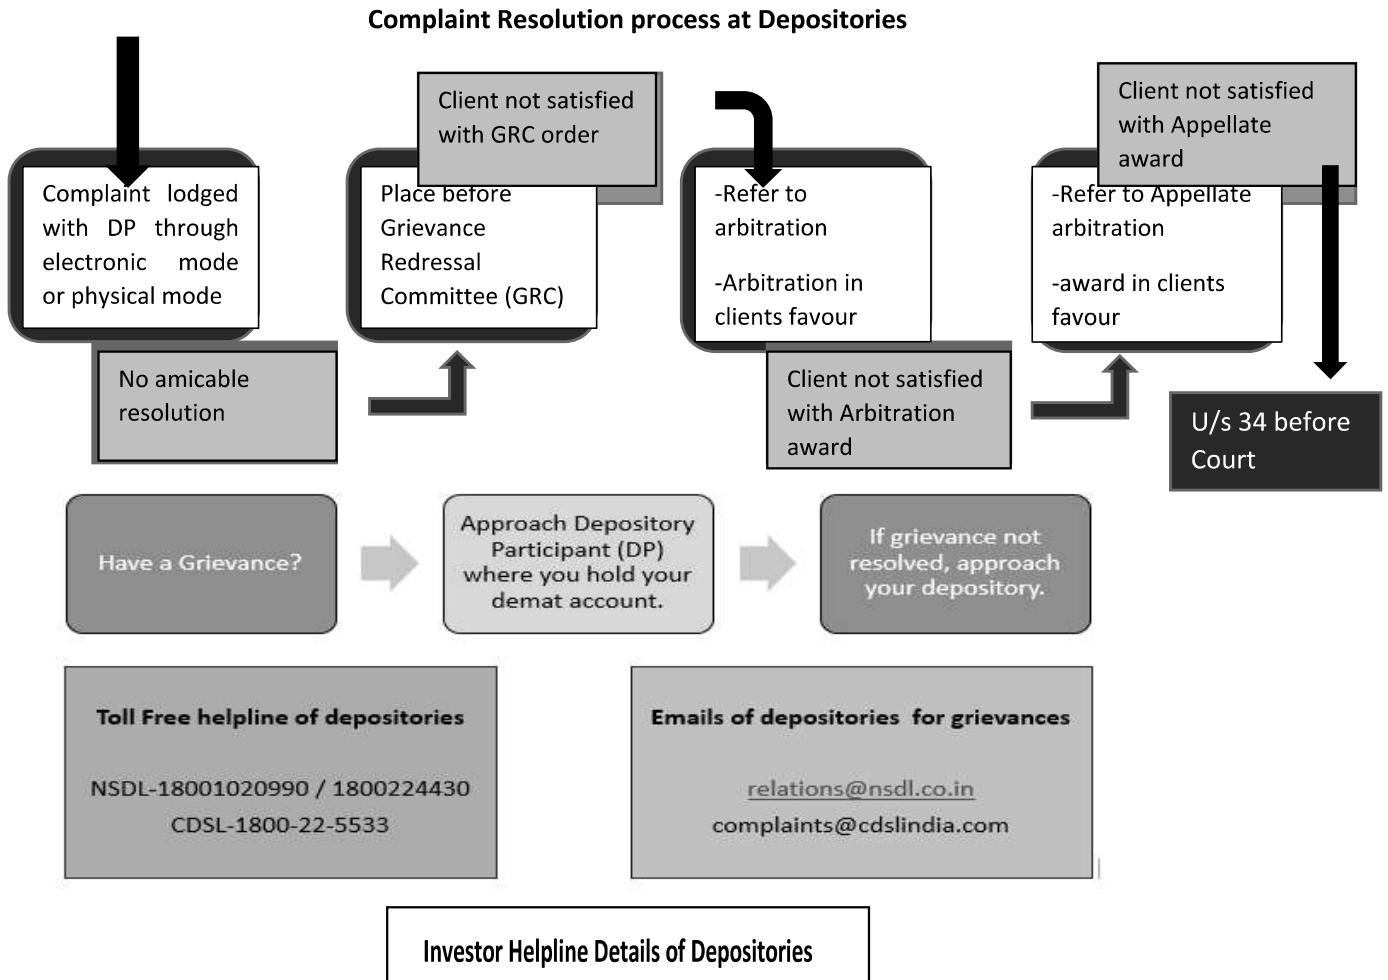 Complaint Resolution process at Depositories
Client not satisfied
with GRC order
Client not satisfied
with Appellate
award
Complaint lodged
with DP through
electronic mode
or physical mode
Place before
Grievance
Redressal
Committee (GRC)
-Refer to
arbitration
-Arbitration in
clients favour
-Refer to Appellate
arbitration
-award in clients
favour
No amicable
resolution
Client not satisfied
with Arbitration
award
U/s 34 before
Court
Have a Grievance?
Approach Depository
Participant (DP)
where you hold your
demat account.
If grievance not
resolved, approach
your depository.
Toll Free helpline of depositories
NSDL-18001020990 / 1800224430
CDSL-1800-22-5533
Emails of depositories for grievances
relations@nsdl.co.in
complaints@cdslindia.com
Investor Helpline Details of Depositories